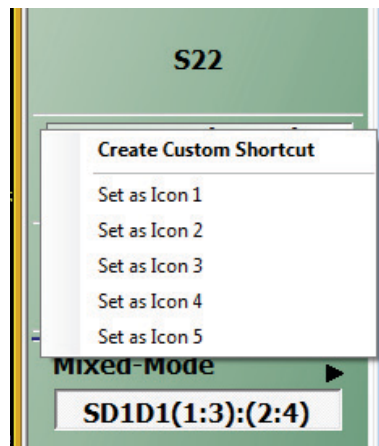 S22
Create Custom Shortcut
Set as Icon 1
Set as Icon 2
Set as Icon 3
Set as Icon 4
Set as Icon 5
Mixed-Mode
SD1D1(1:3):(2:4)